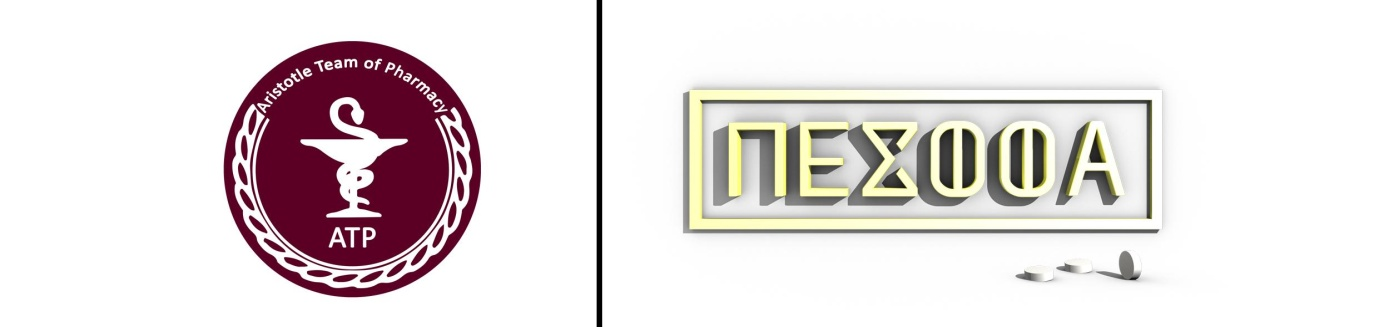 Aristotle Team of Pharmacy
ATP
ΠΕΣΦΦΑ